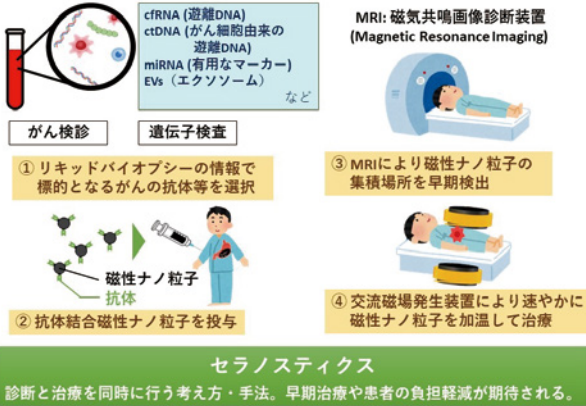 cfRNA (遊離DNA)
ctDNA (がん細胞由来の
遊離DNA)
miRNA (有用なマーカー)
EVs（エクソソーム）
など
がん検診
遺伝子検査
① リキッドバイオプシーの情報で
標的となるがんの抗体等を選択
磁性ナノ粒子
抗体
② 抗体結合磁性ナノ粒子を投与
MRI: 磁気共鳴画像診断装置
(Magnetic Resonance Imaging)
③ MRIにより磁性ナノ粒子の
集積場所を早期検出
④ 交流磁場発生装置により速やかに
磁性ナノ粒子を加温して治療
セラノスティクス
診断と治療を同時に行う考え方・手法。早期治療や患者の負担軽減が期待される。